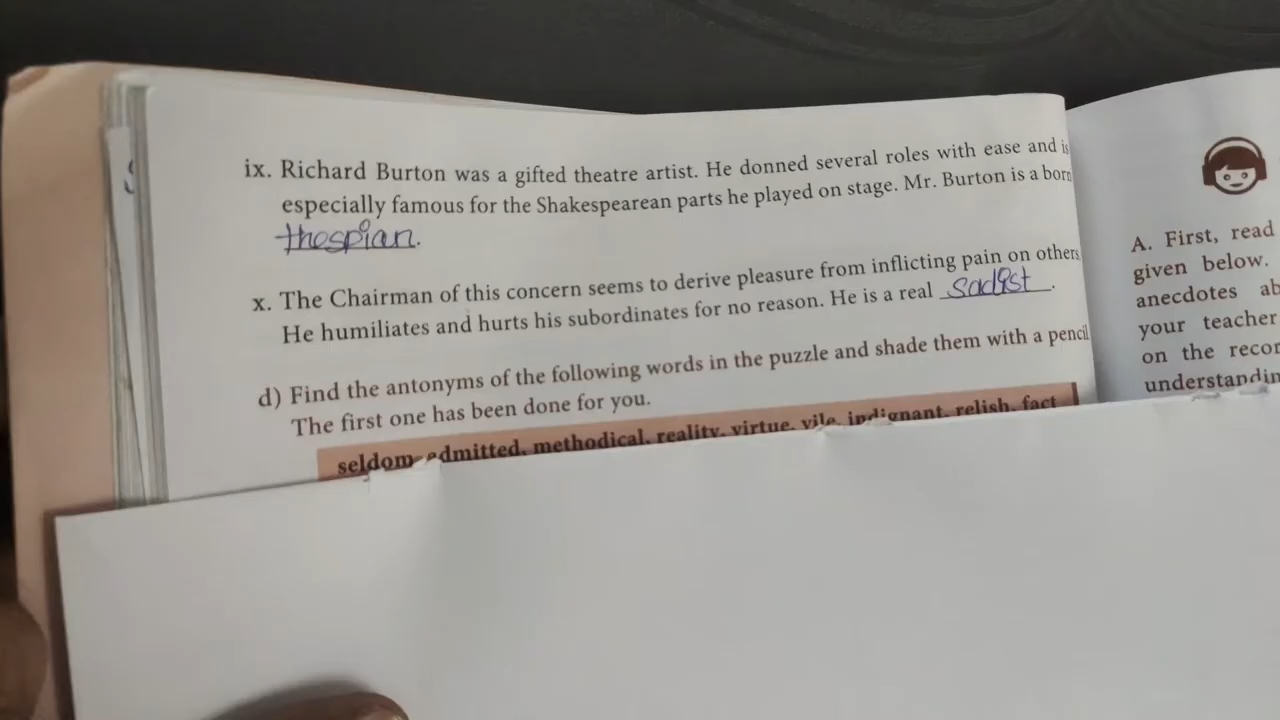 ix. Richard Burton was a gifted theatre artist. He donned several roles with ease and is
especially famous for the Shakespearean parts he played on stage. Mr. Burton is a born
thespian.
x. The Chairman of this concern seems to derive pleasure from inflicting pain on others
He humiliates and hurts his subordinates for no reason. He is a real sadist.
d) Find the antonyms of the following words in the puzzle and shade them with a pencil
The first one has been done for you.
seldom admitted, methodical, reality, virtue, vile, indignant, relish, fact
A. First, read
given below.
anecdotes
your teacher
on the